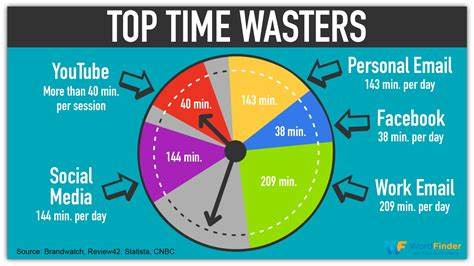 TOP TIME WASTERS
YouTube
More than 40 min.
per session
Personal Email
143 min. per day
Facebook
38 min. per day
Social
Media
144 min. per day
Work Email
209 min. per day
40 min.
143 min.
38 min.
144 min.
209 min.
Source: Brandwatch, Review42, Statista, CNBC
WordFinder